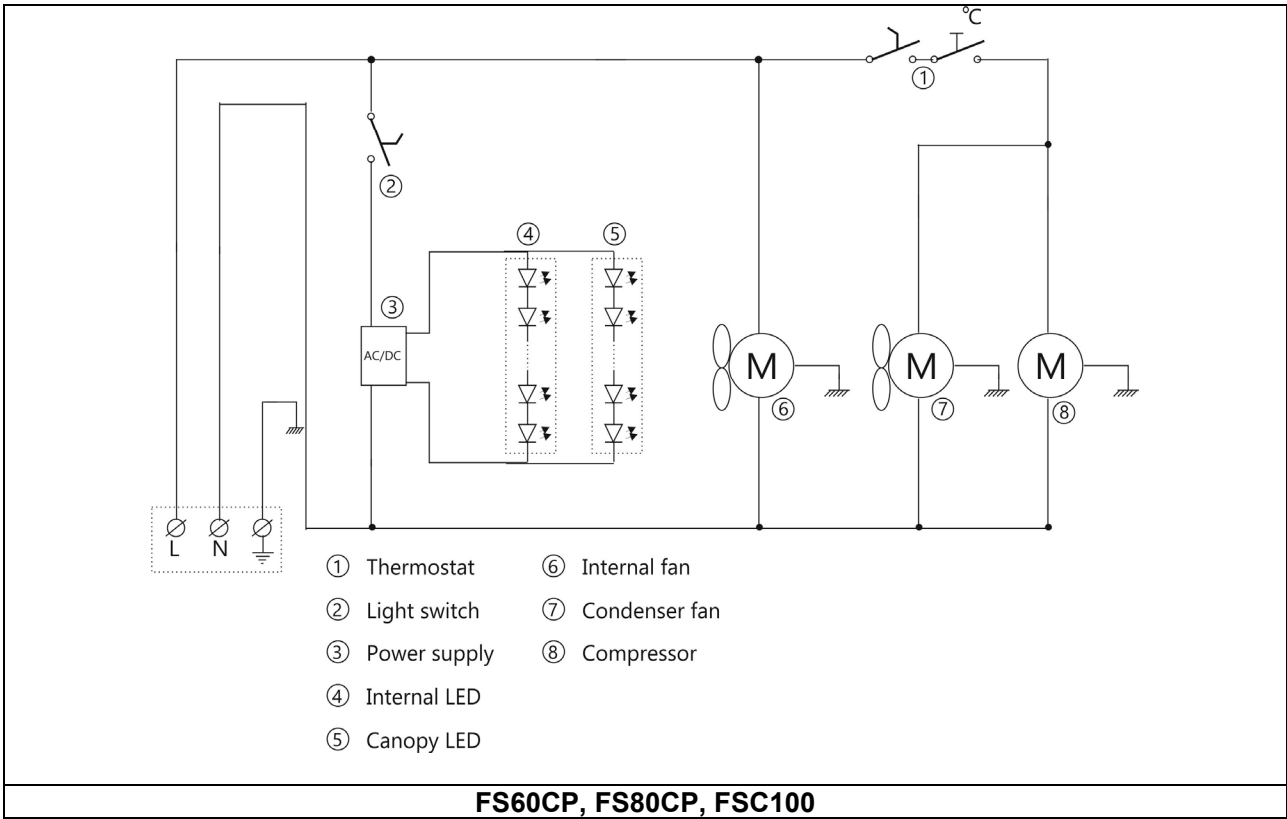 °C
①
②
④ ⑤
③
AC/DC
M M M
⑥ ⑦ ⑧
L N
① Thermostat ⑥ Internal fan
② Light switch ⑦ Condenser fan
③ Power supply ⑧ Compressor
④ Internal LED
⑤ Canopy LED
FS60CP, FS80CP, FSC100